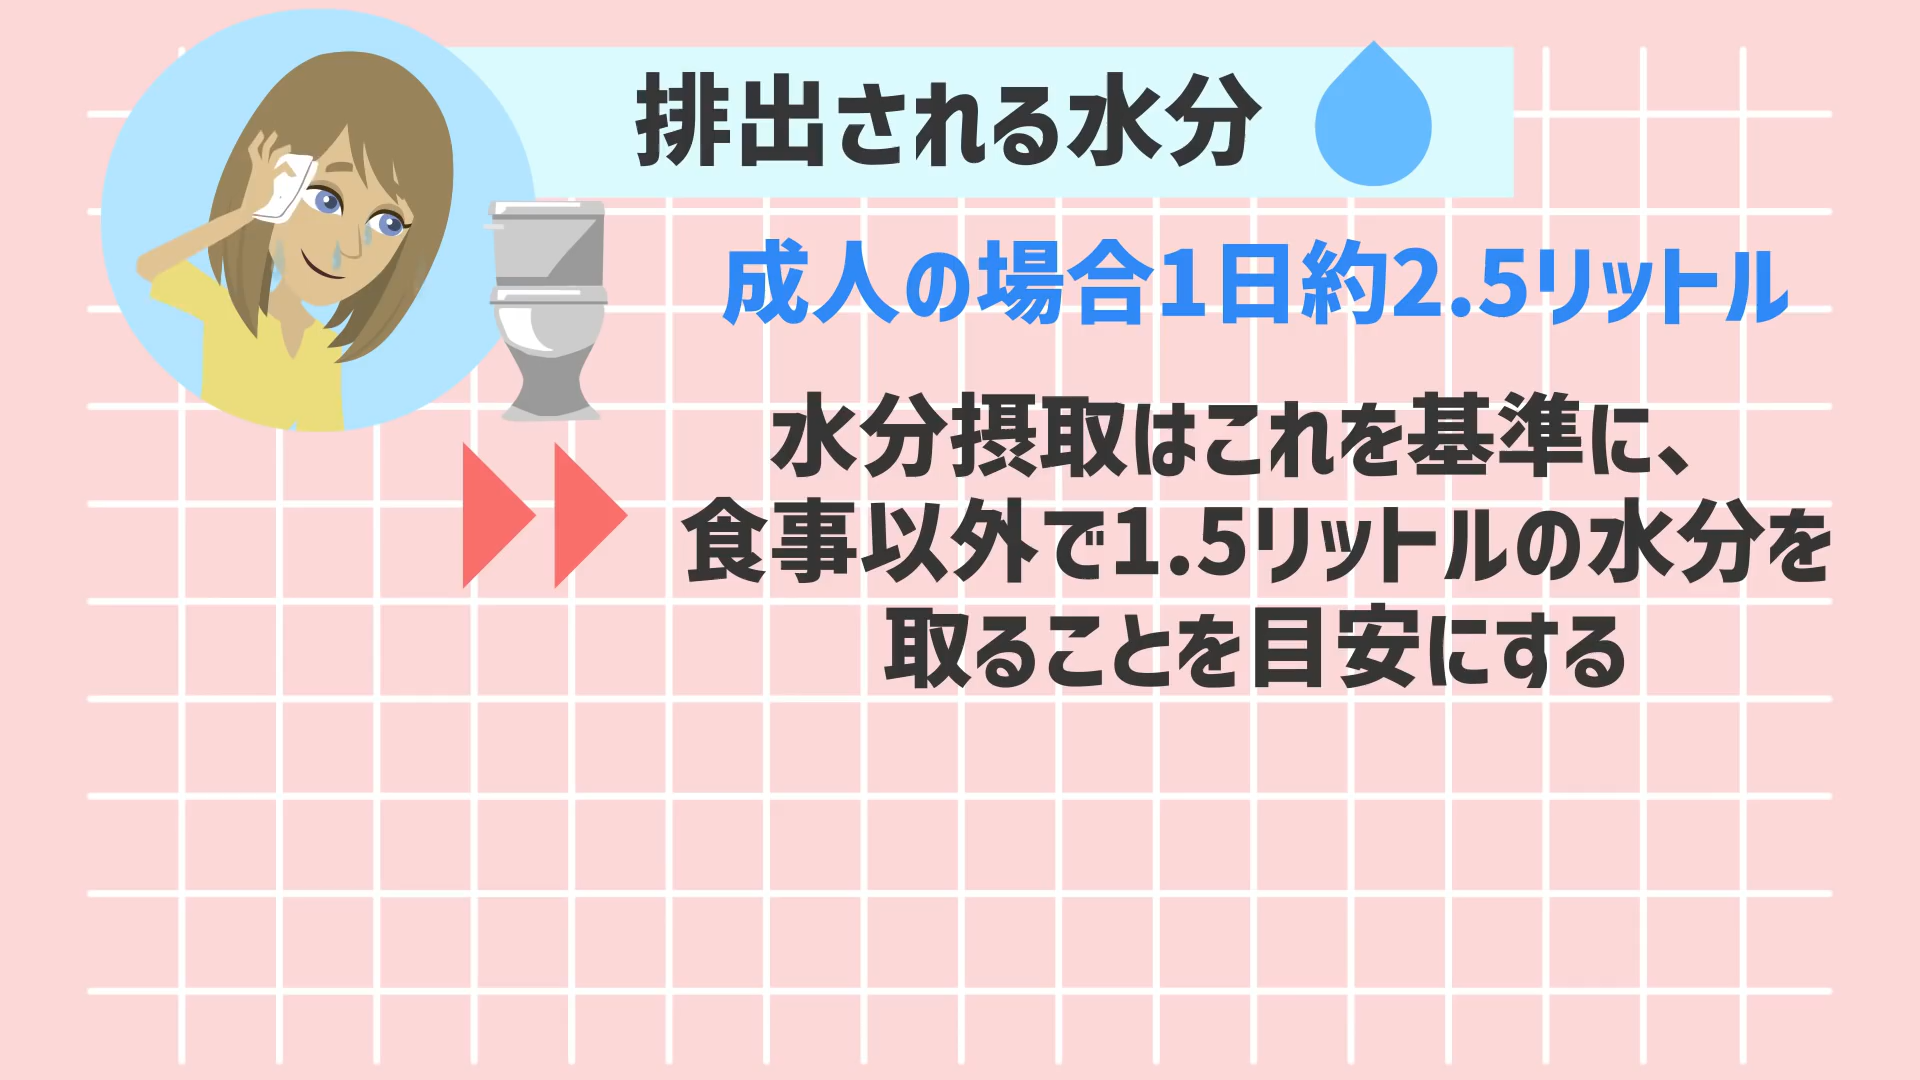 排出される水分
成人の場合1日約2.5リットル
水分摂取はこれを基準に、
食事以外で1.5リットルの水分を
取ることを目安にする